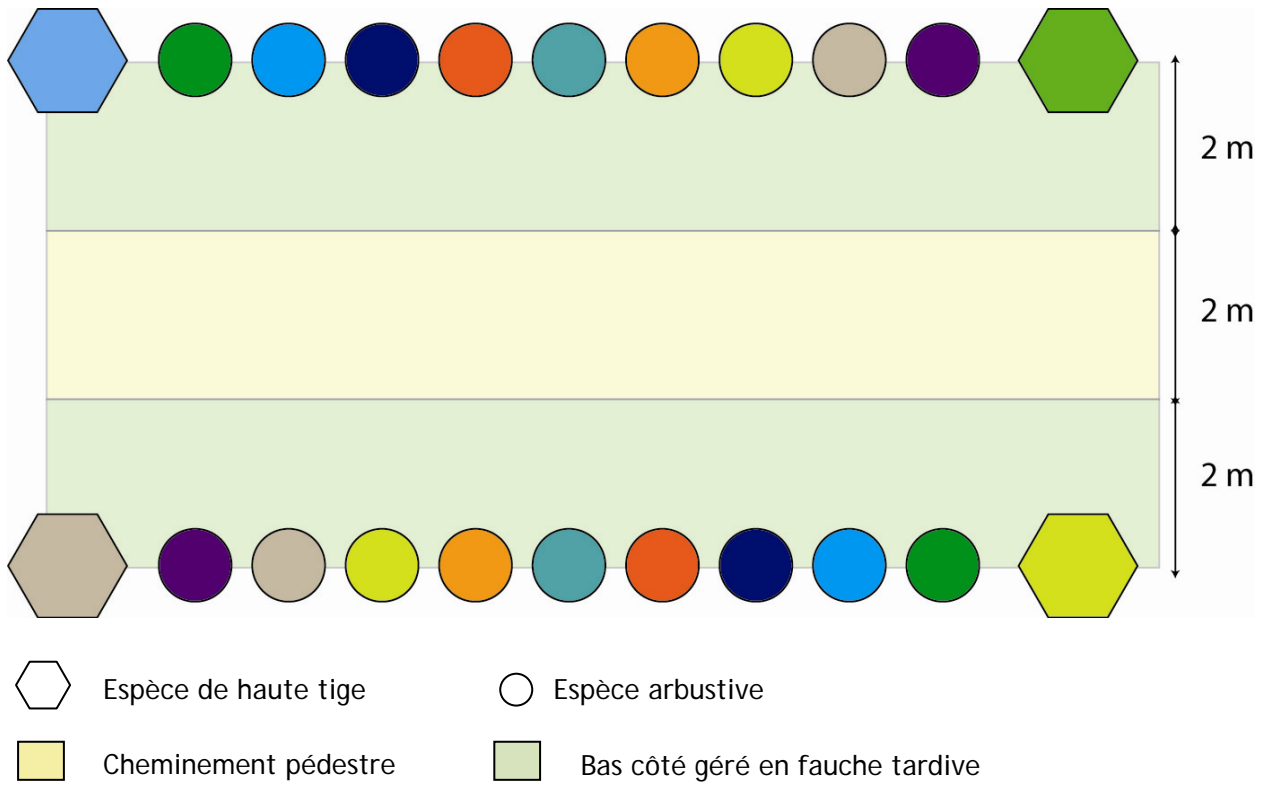 2 m
2 m
2 m
Espèce de haute tige
Espèce arbustive
Cheminement pédestre
Bas côté géré en fauche tardive